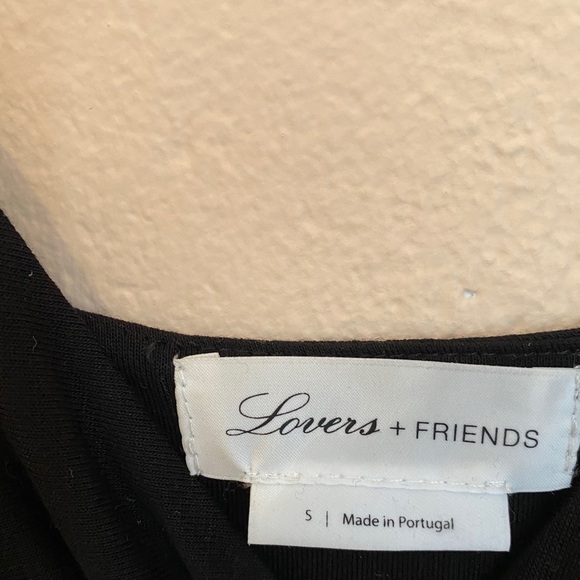 Lovers + FRIENDS
S | Made in Portugal